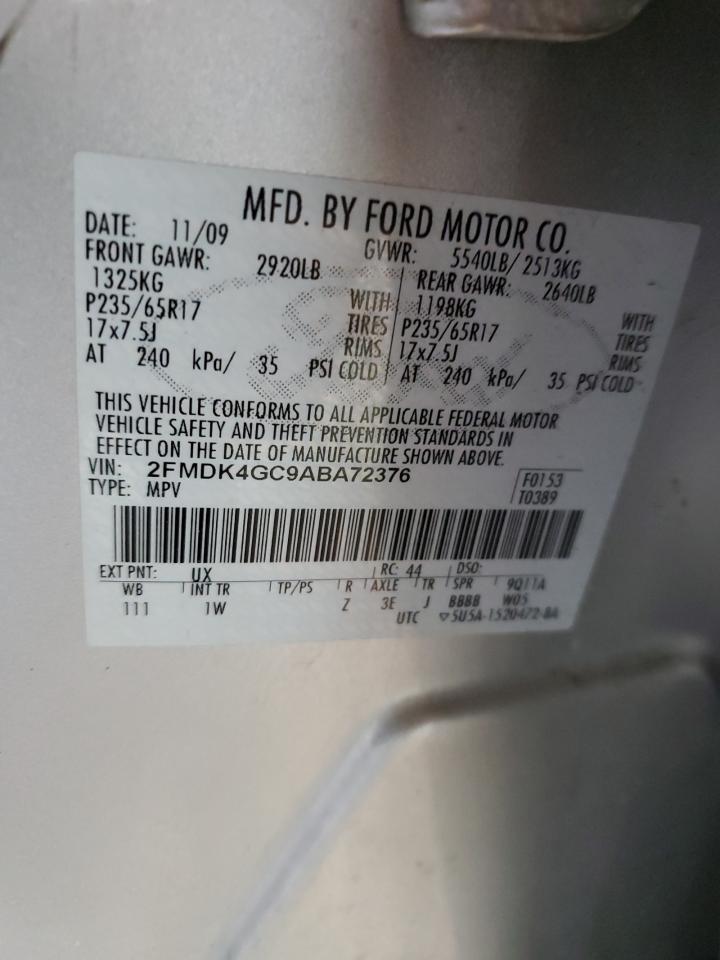 MFD. BY FORD MOTOR CO.
DATE: 11/09 GVWR: 5540LB/ 2513KG
FRONT GAWR: 2920LB REAR GAWR: 2640LB
1325KG WITH 1198KG WITH
P235/65R17 TIRES P235/65R17 TIRES
17x7.5J RIMS 17x7.5J RIMS
AT 240 kPa/ 35 PSI COLD AT 240 kPa/ 35 PSI COLD
THIS VEHICLE CONFORMS TO ALL APPLICABLE FEDERAL MOTOR
VEHICLE SAFETY AND THEFT PREVENTION STANDARDS IN
EFFECT ON THE DATE OF MANUFACTURE SHOWN ABOVE.
VIN: 2FMDK4GC9ABA72376 F0153
TYPE: MPV T0389
EXT PNT: UX RC: 44 DSO:
WB INT TR TP/PS R AXLE TR SPR 9Q11A
111 1W Z 3E J BBBB W05
UTC ▽5U5A-1520472-BA